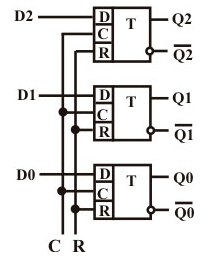 D2 D T Q2
C
R Q2
D1 D T Q1
C
R Q1
D0 D T Q0
C
R Q0
C R